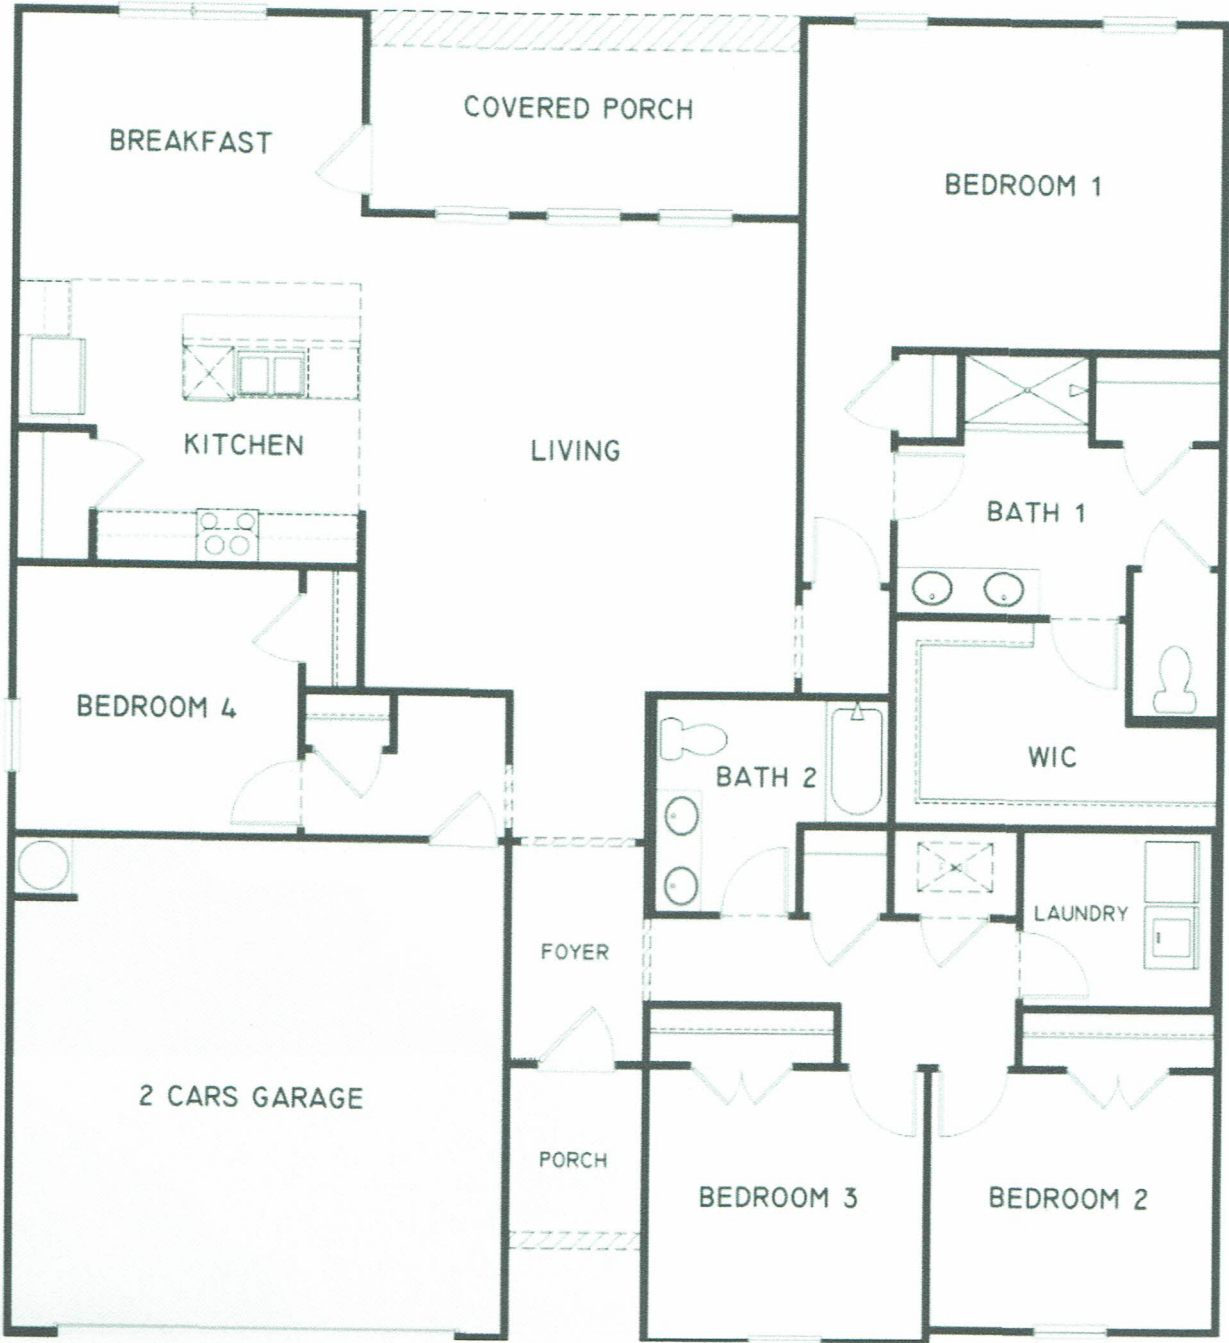 COVERED PORCH
BREAKFAST
BEDROOM 1
KITCHEN
LIVING
BATH 1
BEDROOM 4
BATH 2
WIC
LAUNDRY
FOYER
2 CARS GARAGE
PORCH
BEDROOM 3
BEDROOM 2